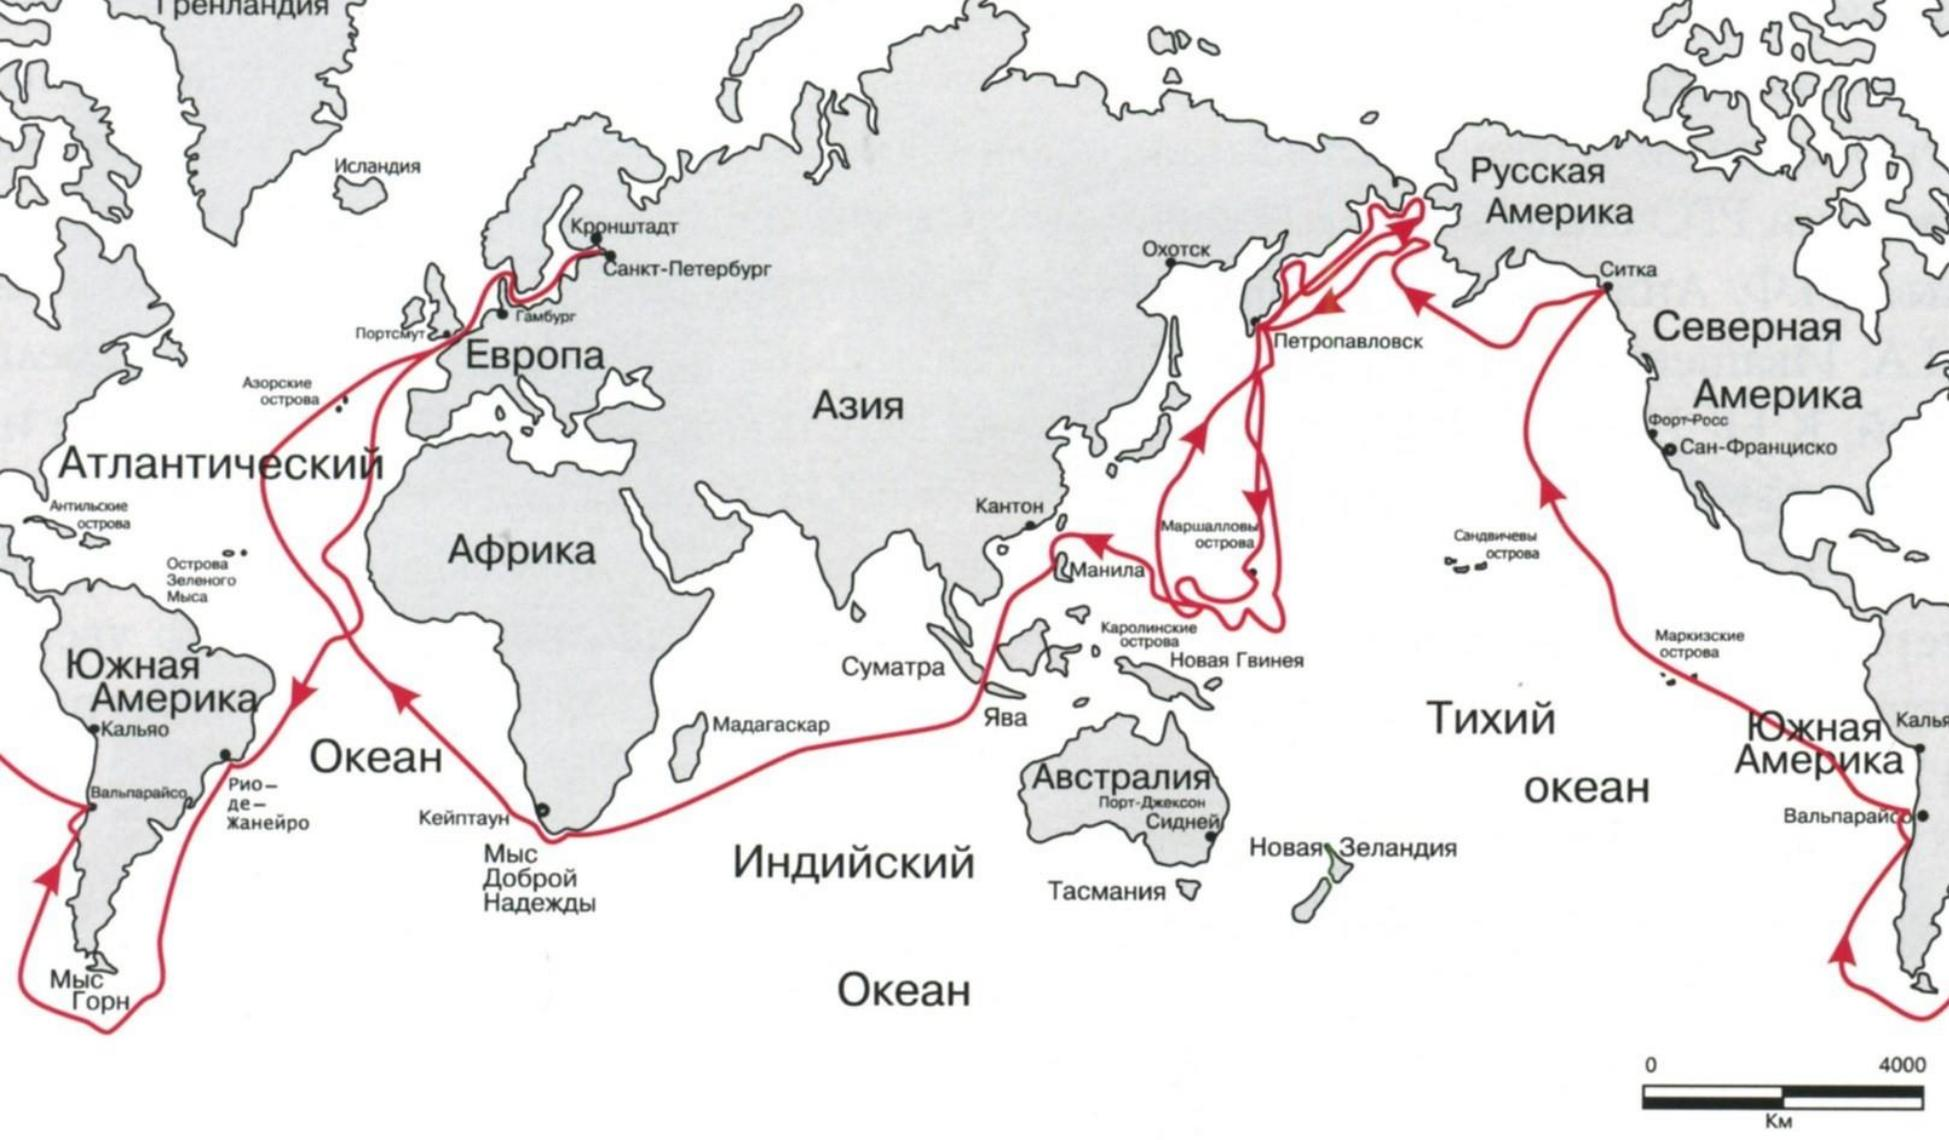 Гренландия
Исландия
Русская
Америка
Кронштадт
Санкт-Петербург
Охотск
Ситка
Гамбург
Портсмут
Петропавловск
Северная
Америка
Европа
Азорские
острова
Азия
Форт-Росс
Сан-Франциско
Атлантический
Антильские
острова
Кантон
Маршалловы
острова
Сандвичевы
острова
Африка
Острова
Зеленого
Мыса
Манила
Каролинские
острова
Маркизские
острова
Южная
Америка
Суматра
Новая Гвинея
Кальяо
Мадагаскар
Ява
Тихий
океан
Южная
Америка
Калья
Океан
Австралия
Порт-Джексон
Сидней
Вальпарайсо
Рио–
де–
Жанейро
Кейптаун
Вальпарайсо
Мыс
Доброй
Надежды
Индийский
Новая Зеландия
Тасмания
Мыс
Горн
Океан
0 4000
Км